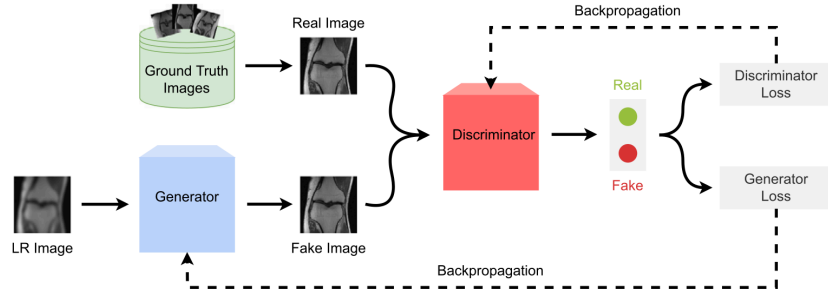 Backpropagation
Real Image
Ground Truth
Images
Discriminator
Real
Fake
Discriminator
Loss
Generator
LR Image
Fake Image
Generator
Loss
Backpropagation